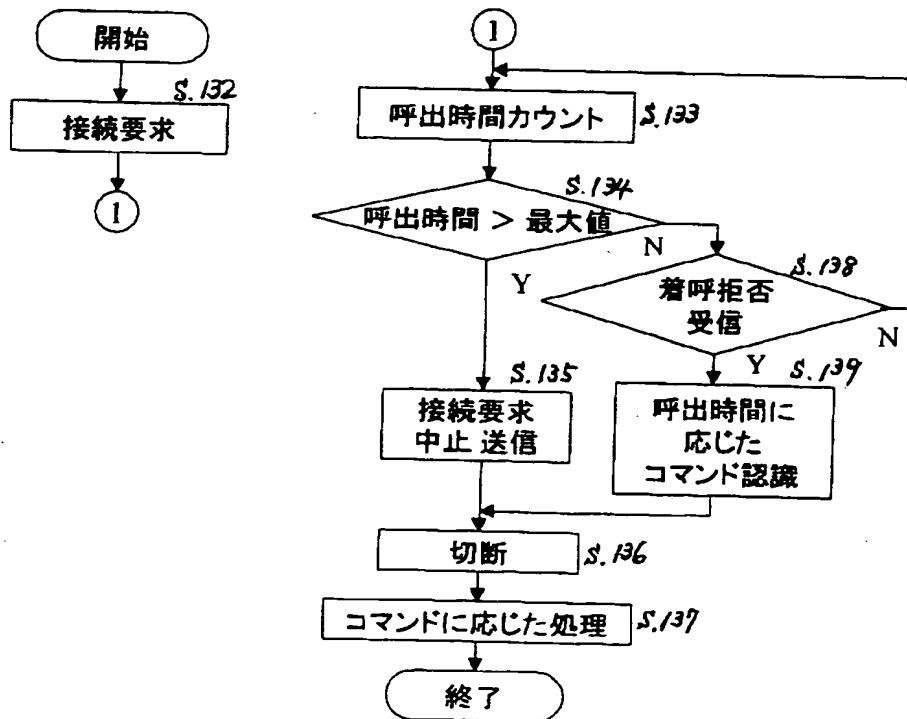 開始
S.132
接続要求
1
1
呼出時間カウント
S.133
S.134
呼出時間 > 最大値
N
Y
S.138
着呼拒否
受信
N
Y
S.135
接続要求
中止 送信
S.139
呼出時間に
応じた
コマンド認識
切断
S.136
コマンドに応じた処理
S.137
終了